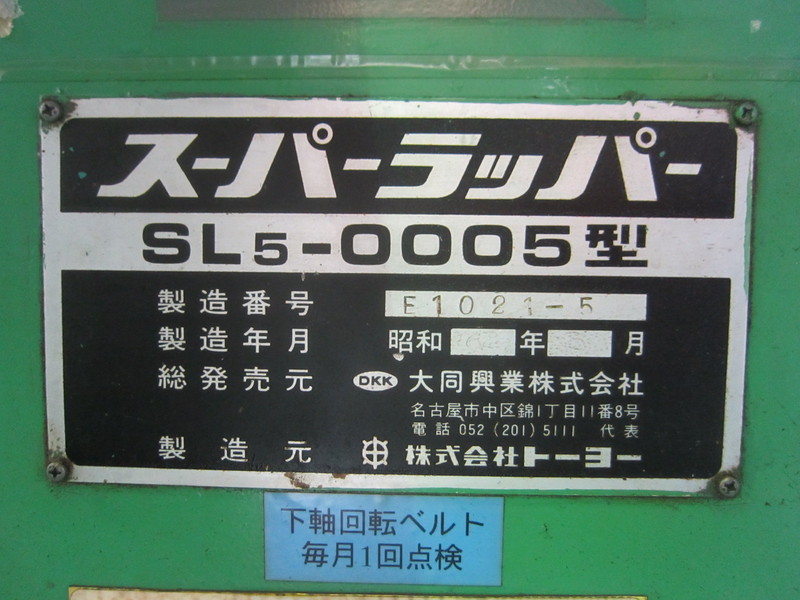 スーパーラッパー
SL5-0005型
製造番号 E1021-5
製造年月 昭和 年 月
総発売元 DKK 大同興業株式会社
名古屋市中区錦1丁目11番8号
電話 052 (201) 5111 代表
製造元 株式会社トーヨー
下軸回転ベルト
毎月1回点検